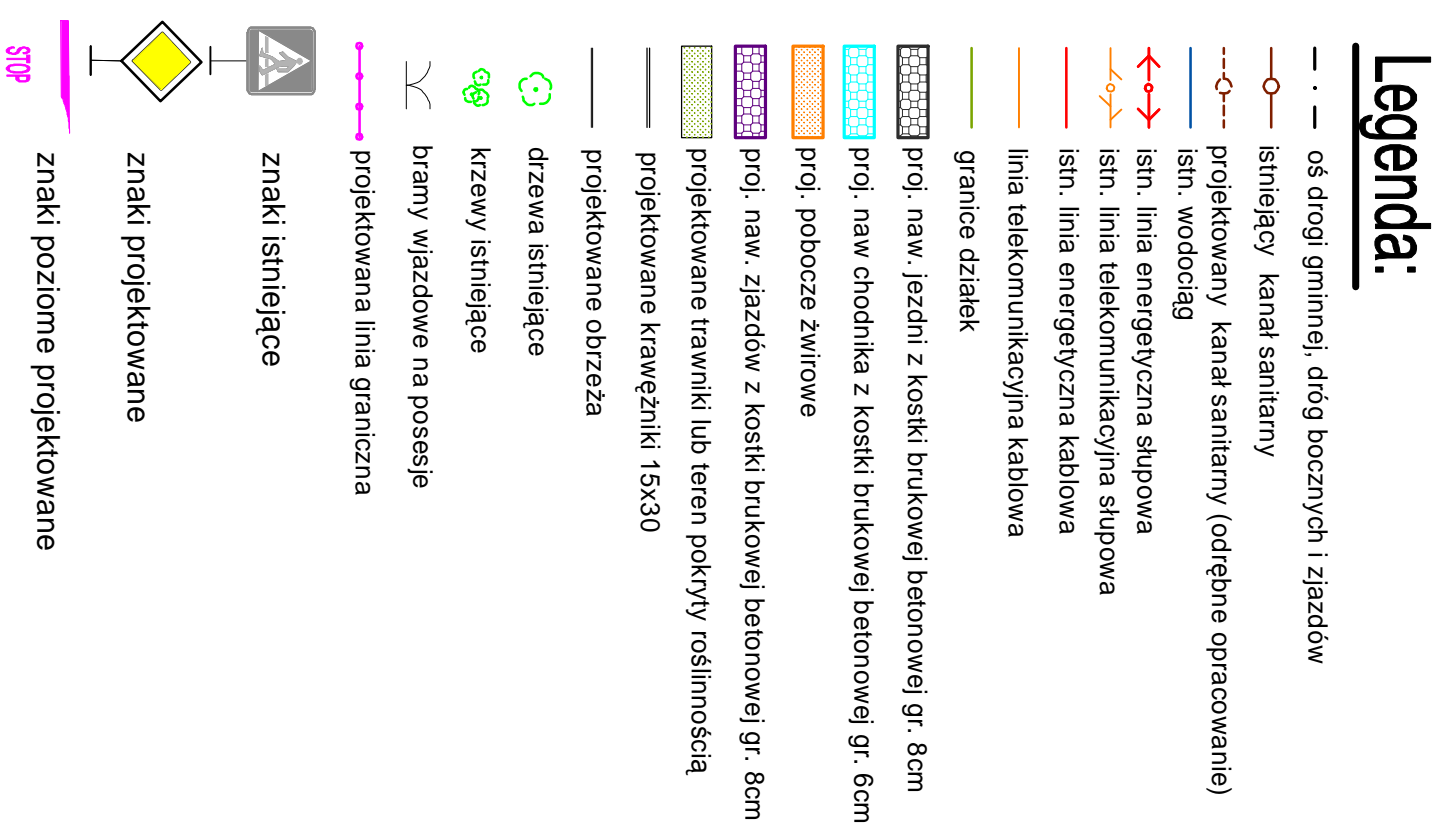 Legenda:
oś drogi gminnej, dróg bocznych i zjazdów
istniejący kanał sanitarny
projektowany kanał sanitarny (odrębne opracowanie)
istn. wodociąg
istn. linia energetyczna słupowa
istn. linia telekomunikacyjna słupowa
istn. linia energetyczna kablowa
linia telekomunikacyjna kablowa
granice działek
proj. naw. jezdni z kostki brukowej betonowej gr. 8cm
proj. naw chodnika z kostki brukowej betonowej gr. 6cm
proj. pobocze żwirowe
proj. naw. zjazdów z kostki brukowej betonowej gr. 8cm
projektowane trawniki lub teren pokryty roślinnością
projektowane krawężniki 15x30
projektowane obrzeża
drzewa istniejące
krzewy istniejące
bramy wjazdowe na posesje
projektowana linia graniczna
znaki istniejące
znaki projektowane
STOP znaki poziome projektowane